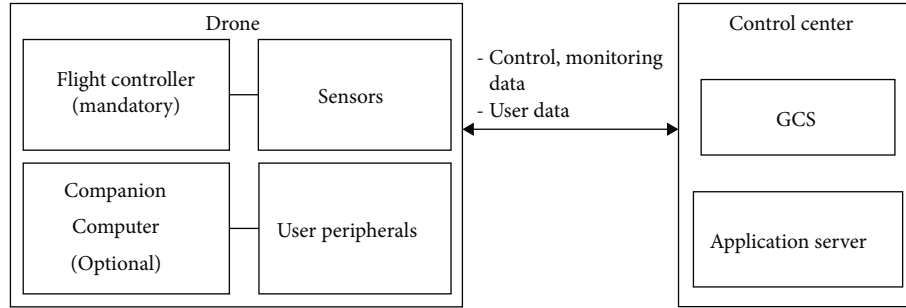 Drone
Flight controller
(mandatory)
Sensors
Companion
Computer
(Optional)
User peripherals
- Control, monitoring
data
- User data
Control center
GCS
Application server